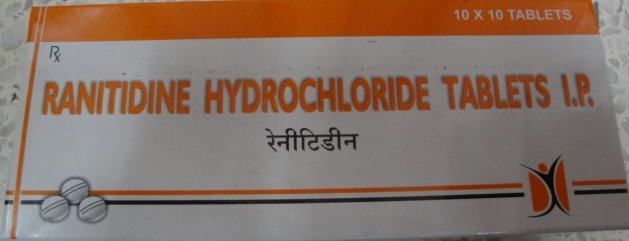 10 X 10 TABLETS
Rx
RANITIDINE HYDROCHLORIDE TABLETS I.P.
रेनीटिडीन